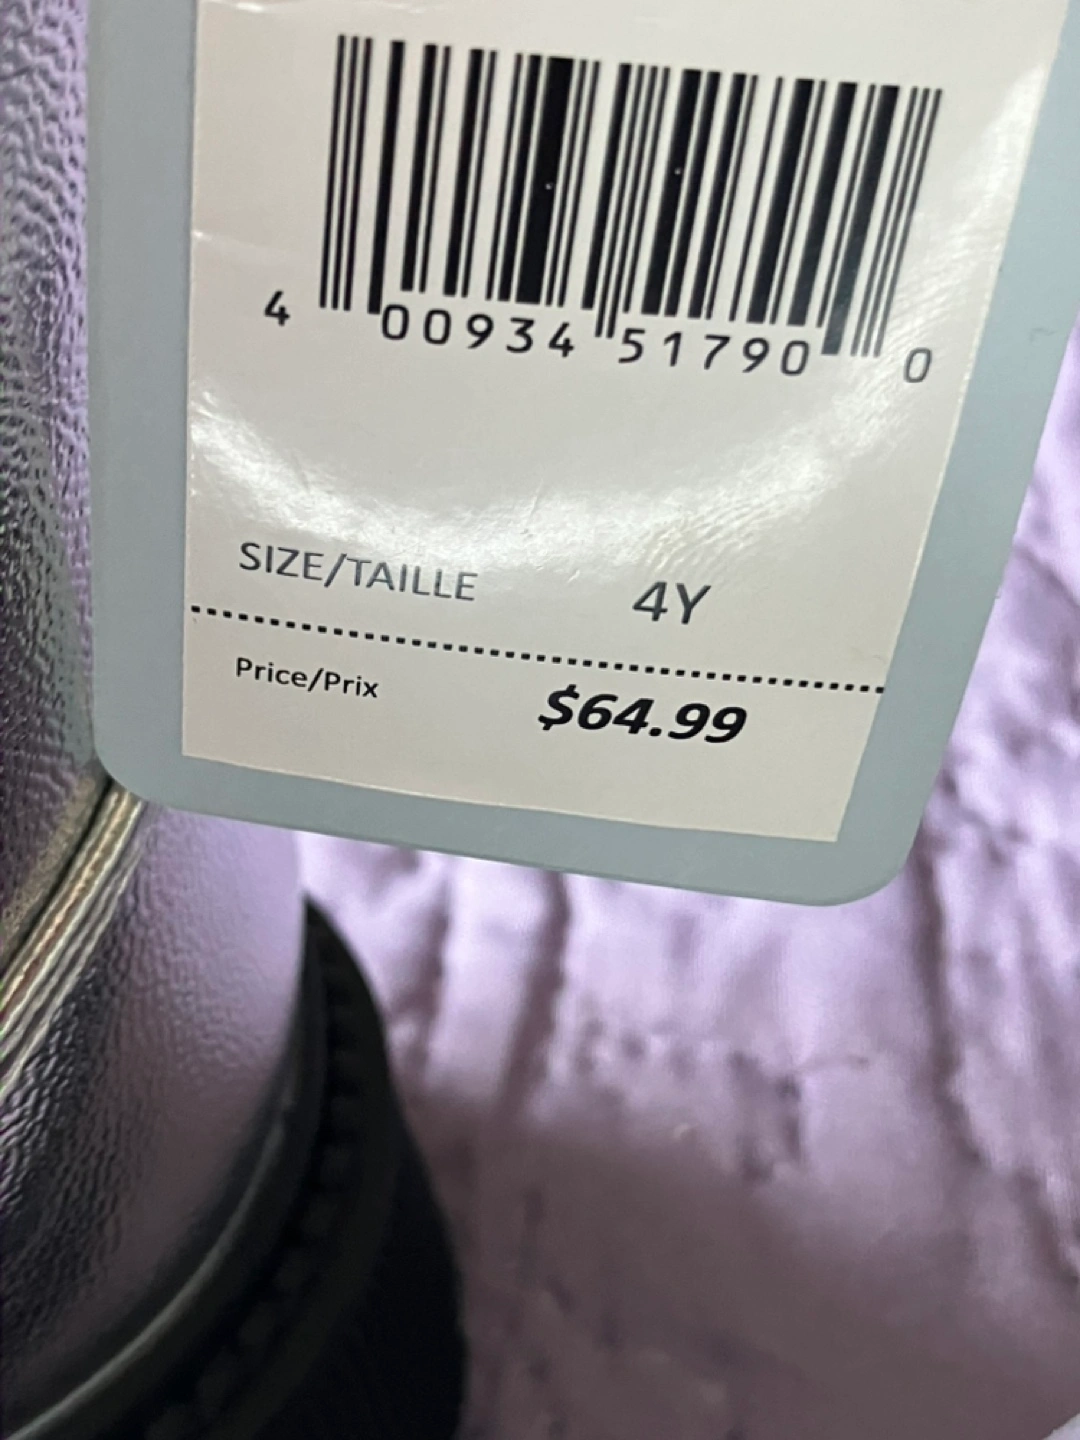 4 00934 51790 0
SIZE/TAILLE 4Y
Price/Prix $64.99